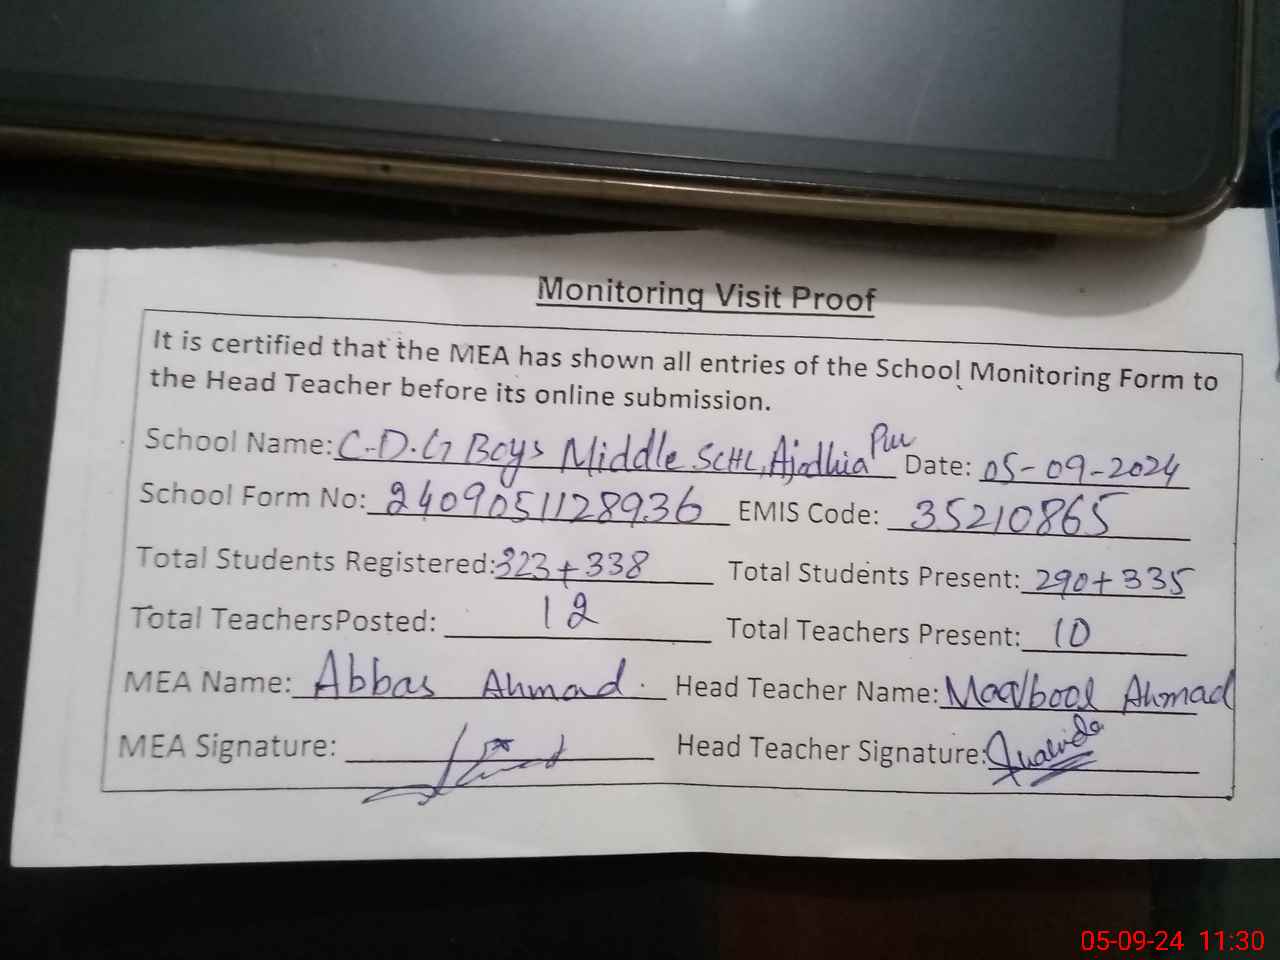 Monitoring Visit Proof
It is certified that the MEA has shown all entries of the School Monitoring Form to
the Head Teacher before its online submission.
School Name: C.D.G Boys Middle SCHL, Ajodhia Pur Date: 05-09-2024
School Form No: 2409051128936 EMIS Code: 35210865
Total Students Registered: 323+338 Total Students Present: 290+335
Total TeachersPosted: 12 Total Teachers Present: 10
MEA Name: Abbas Ahmad. Head Teacher Name: Maqbool Ahmad
MEA Signature: Head Teacher Signature:
05-09-24 11:30